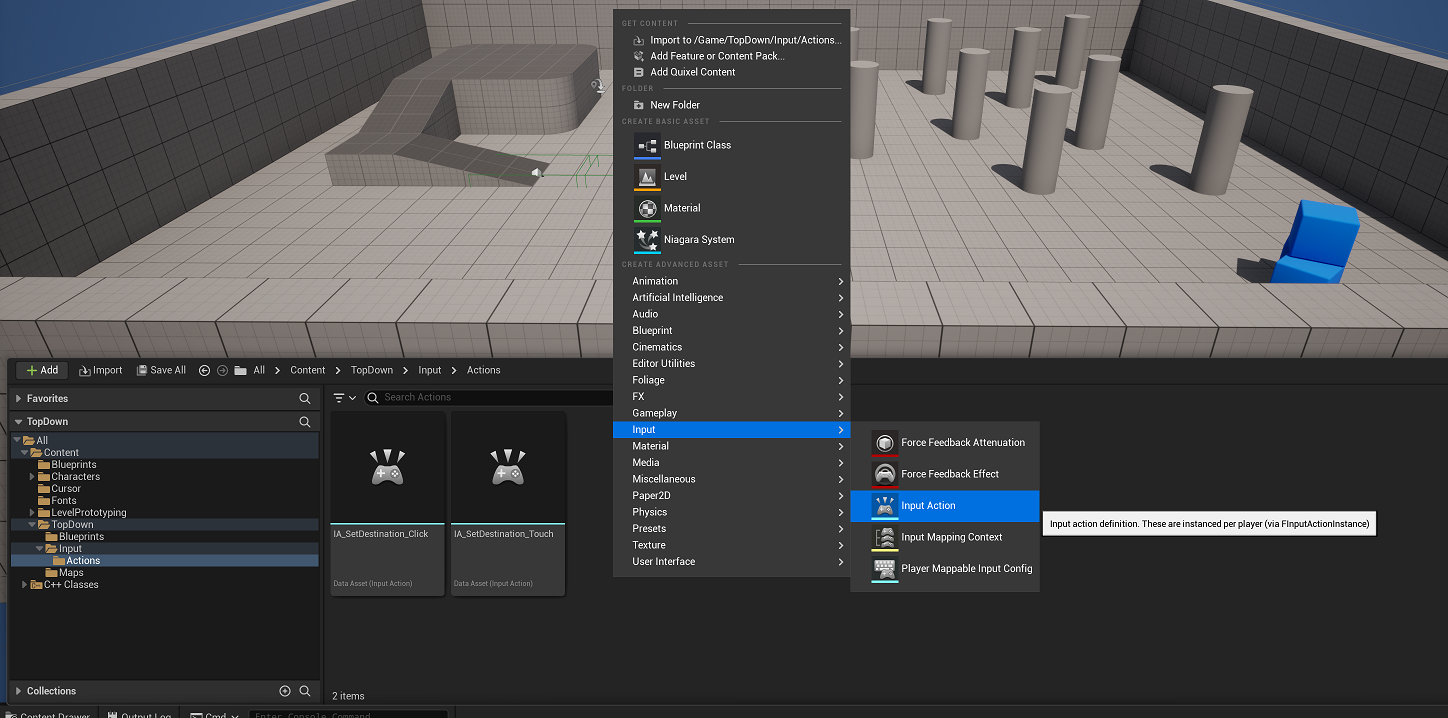 GET CONTENT
Import to /Game/TopDown/Input/Actions...
Add Feature or Content Pack...
Add Quixel Content
FOLDER
New Folder
CREATE BASIC ASSET
Blueprint Class
Level
Material
Niagara System
CREATE ADVANCED ASSET
Animation
Artificial Intelligence
Audio
Blueprint
Cinematics
Editor Utilities
Foliage
FX
Gameplay
Input
Material
Media
Miscellaneous
Paper2D
Physics
Presets
Texture
User Interface
Force Feedback Attenuation
Force Feedback Effect
Input Action
Input Mapping Context
Player Mappable Input Config
Input action definition. These are instanced per player (via FInputActionInstance)
Add Import Save All All Content TopDown Input Actions
Favorites
TopDown
All
Content
Blueprints
Characters
Cursor
Fonts
LevelPrototyping
TopDown
Blueprints
Input
Actions
Maps
C++ Classes
Collections
Search Actions
IA_SetDestination_Click
Data Asset (Input Action)
IA_SetDestination_Touch
Data Asset (Input Action)
2 items
Content Drawer Output Log Cmd Enter Console Command